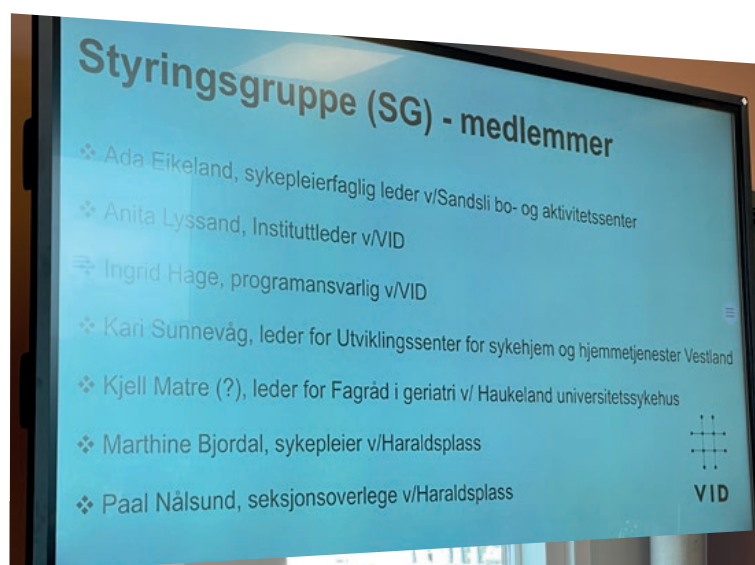 Styringsgruppe (SG) - medlemmer
❖ Ada Eikeland, sykepleierfaglig leder v/Sandsli bo- og aktivitetssenter
❖ Anita Lyssand, Instituttleder v/VID
❖ Ingrid Hage, programansvarlig v/VID
❖ Kari Sunnevåg, leder for Utviklingssenter for sykehjem og hjemmetjenester Vestland
❖ Kjell Matre (?), leder for Fagråd i geriatri v/ Haukeland universitetssykehus
❖ Marthine Bjordal, sykepleier v/Haraldsplass
❖ Paal Nålsund, seksjonsoverlege v/Haraldsplass
VID